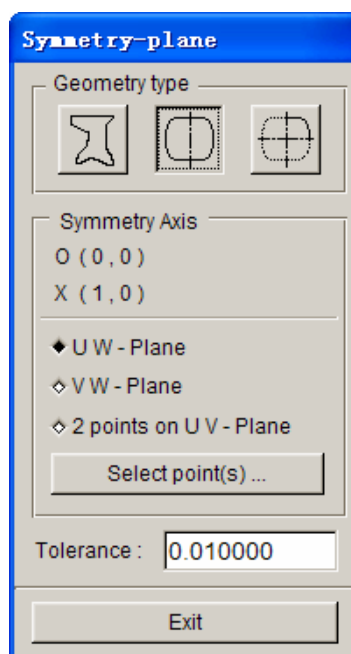 Symmetry-plane
Geometry type
Symmetry Axis
O ( 0 , 0 )
X ( 1 , 0 )
U W - Plane
V W - Plane
2 points on U V - Plane
Select point(s) ...
Tolerance : 0.010000
Exit